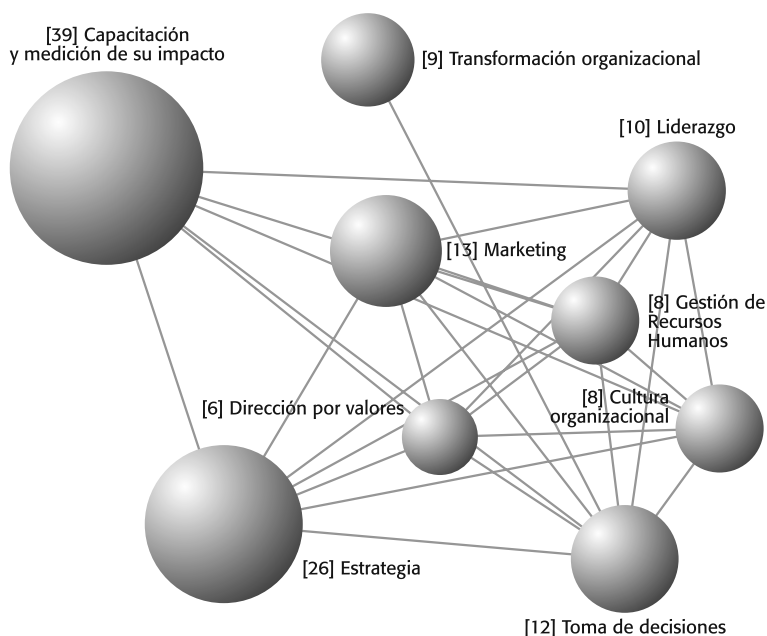 [39] Capacitación
y medición de su impacto
[9] Transformación organizacional
[10] Liderazgo
[13] Marketing
[8] Gestión de
Recursos
Humanos
[8] Cultura
organizacional
[6] Dirección por valores
[26] Estrategia
[12] Toma de decisiones